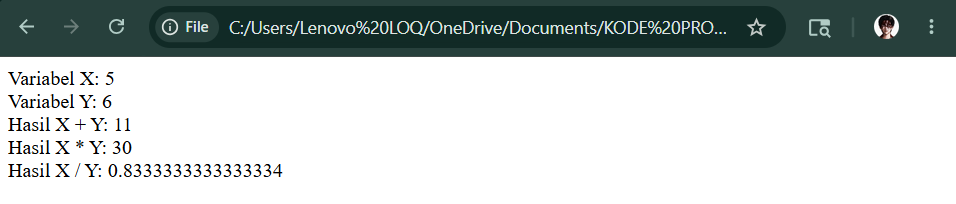 File C:/Users/Lenovo%20LOQ/OneDrive/Documents/KODE%20PRO...
Variabel X: 5
Variabel Y: 6
Hasil X + Y: 11
Hasil X * Y: 30
Hasil X / Y: 0.8333333333333334